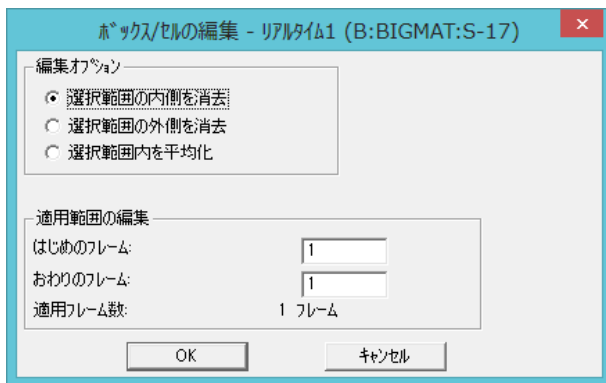 ﾎﾞｯｸｽ/ｾﾙの編集 - ﾘｱﾙﾀｲﾑ1 (B:BIGMAT:S-17)
編集ｵﾌﾟｼｮﾝ
選択範囲の内側を消去
選択範囲の外側を消去
選択範囲内を平均化
適用範囲の編集
はじめのﾌﾚｰﾑ: 1
おわりのﾌﾚｰﾑ: 1
適用ﾌﾚｰﾑ数: 1 ﾌﾚｰﾑ
OK ｷｬﾝｾﾙ